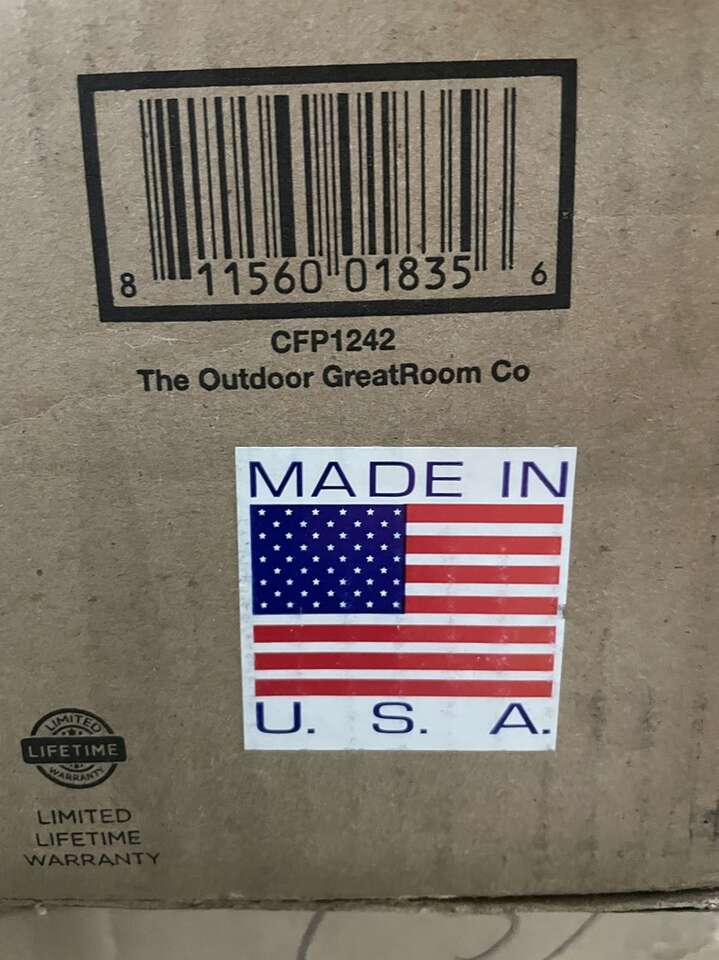 8 11560 01835 6
CFP1242
The Outdoor GreatRoom Co
MADE IN
U. S. A.
LIMITED
LIFETIME
WARRANTY
LIMITED
LIFETIME
WARRANTY